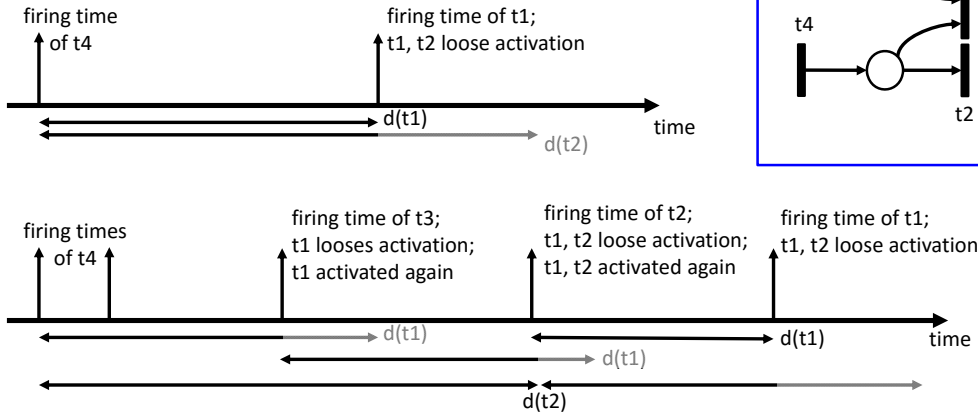 firing time
of t4
firing time of t1;
t1, t2 loose activation
d(t1)
d(t2)
time
t4
t2
firing times
of t4
firing time of t3;
t1 looses activation;
t1 activated again
firing time of t2;
t1, t2 loose activation;
t1, t2 activated again
firing time of t1;
t1, t2 loose activation
d(t1)
d(t1)
d(t1)
time
d(t2)